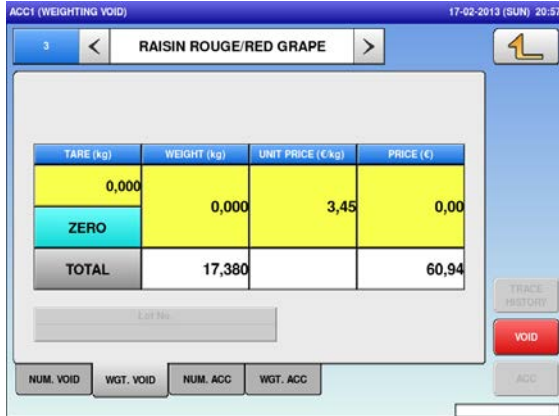 ACC1 (WEIGHTING VOID) 17-02-2013 (SUN) 20:57
3 < RAISIN ROUGE/RED GRAPE >
TARE (kg) WEIGHT (kg) UNIT PRICE (€/kg) PRICE (€)
0,000
0,000 3,45 0,00
ZERO
TOTAL 17,380 60,94
TRACE
HISTORY
Lot No.
VOID
NUM. VOID WGT. VOID NUM. ACC WGT. ACC ACC